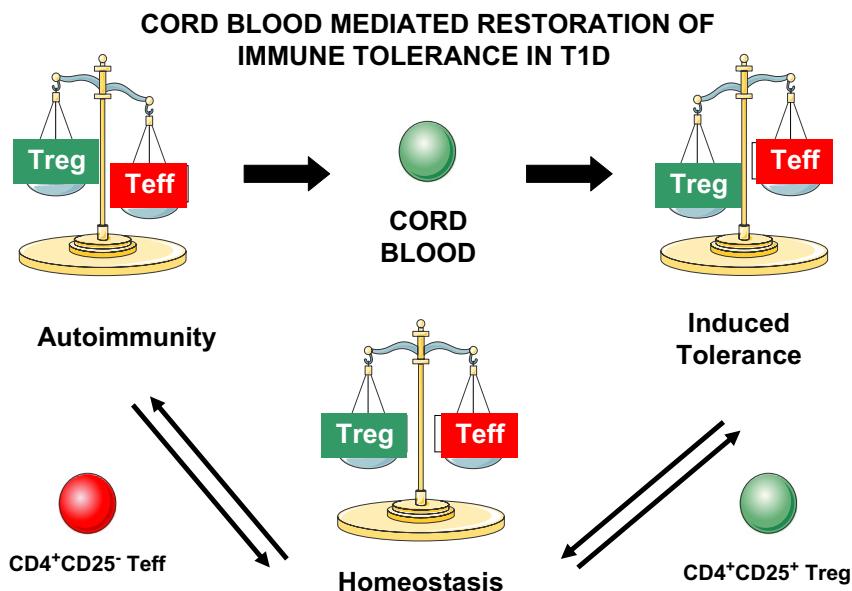 CORD BLOOD MEDIATED RESTORATION OF
IMMUNE TOLERANCE IN T1D
Treg
Teff
CORD
BLOOD
Treg
Teff
Autoimmunity
Induced
Tolerance
Treg
Teff
CD4⁺CD25⁻ Teff
Homeostasis
CD4⁺CD25⁺ Treg